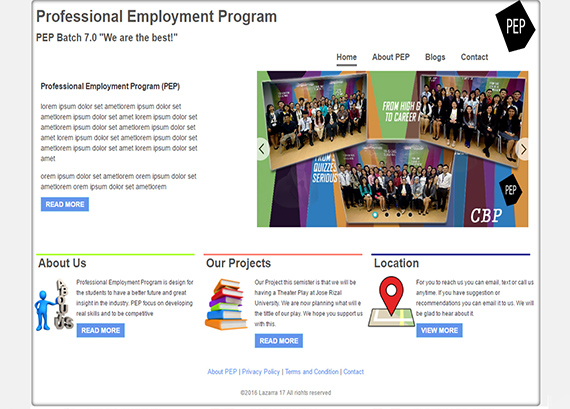 Professional Employment Program
PEP
PEP Batch 7.0 "We are the best!"
Home About PEP Blogs Contact
Professional Employment Program (PEP)
lorem ipsum dolor set ametlorem ipsum dolor set
ametlorem ipsum dolor set amet lorem ipsum dolor set
ametlorem ipsum dolor set ametlorem ipsum dolor set
amet lorem ipsum dolor set ametlorem ipsum dolor set
ametlorem ipsum dolor set amet lorem ipsum dolor set
amet
orem ipsum dolor set orem ipsum dolor set
ametlorem orem ipsum dolor set ametlorem
READ MORE
FROM HIGH
TO CAREER
FROM
QUIZZES
SERIOUS
PEP
CBP
About Us
Professional Employment Program is design for
the students to have a better future and great
insight in the industry. PEP focus on developing
real skills and to be competitive
READ MORE
Our Projects
Our Project this semister is that we will be
having a Theater Play at Jose Rizal
University. We are now planning what will e
the tittle of our play. We hope you support us
with this.
READ MORE
Location
For you to reach us you can email, text or call us
anytime. If you have suggestion or
recommendations you can email it to us. We will
be glad to hear about it.
VIEW MORE
About PEP | Privacy Policy | Terms and Condition | Contact
©2016 Lazarra 17 All rights reserved